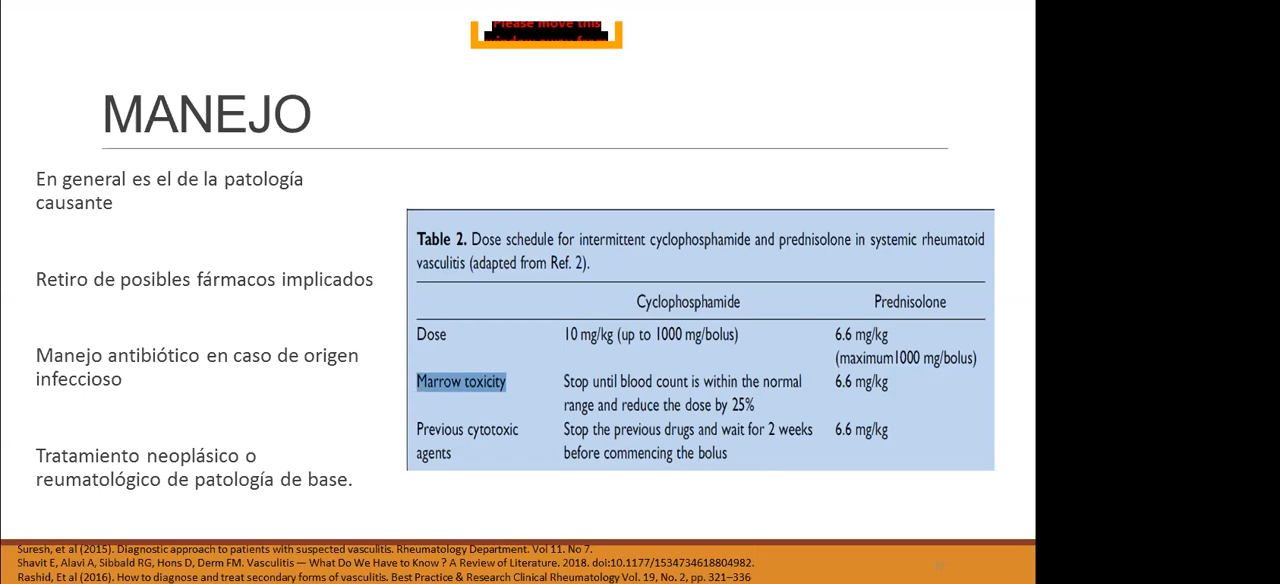 Please move this
MANEJO
En general es el de la patología
causante
Retiro de posibles fármacos implicados
Manejo antibiótico en caso de origen
infeccioso
Tratamiento neoplásico o
reumatológico de patología de base.
Table 2. Dose schedule for intermittent cyclophosphamide and prednisolone in systemic rheumatoid
vasculitis (adapted from Ref. 2).
Cyclophosphamide Prednisolone
Dose 10 mg/kg (up to 1000 mg/bolus) 6.6 mg/kg
(maximum1000 mg/bolus)
Marrow toxicity Stop until blood count is within the normal 6.6 mg/kg
range and reduce the dose by 25%
Previous cytotoxic Stop the previous drugs and wait for 2 weeks 6.6 mg/kg
agents before commencing the bolus
Suresh, et al (2015). Diagnostic approach to patients with suspected vasculitis. Rheumatology Department. Vol 11. No 7.
Shavit E, Alavi A, Sibbald RG, Hons D, Derm FM. Vasculitis — What Do We Have to Know ? A Review of Literature. 2018. doi:10.1177/1534734618804982.
Rashid, Et al (2016). How to diagnose and treat secondary forms of vasculitis. Best Practice & Research Clinical Rheumatology Vol. 19, No. 2, pp. 321–336